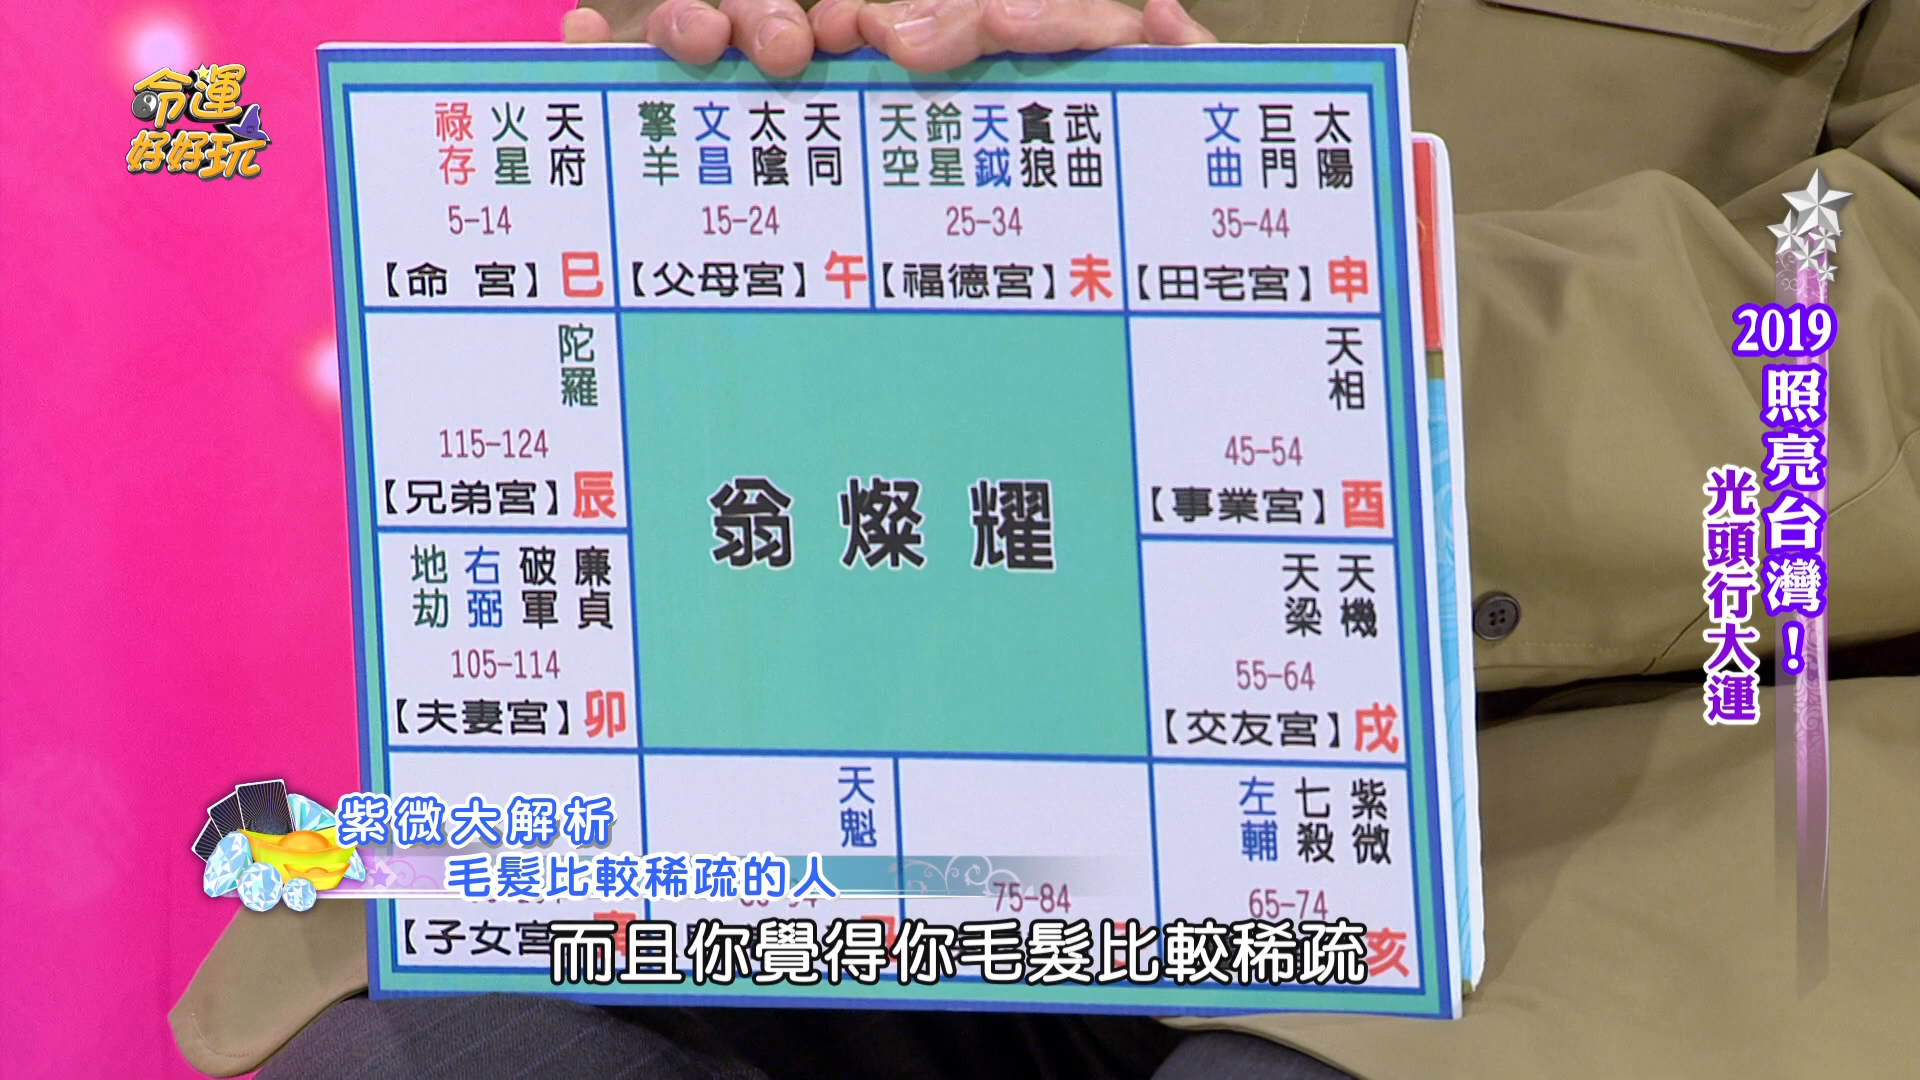 命運
好好玩
祿存 火星 天府
5-14
【命 宮】巳
擎羊 文昌 太陰 天同
15-24
【父母宮】午
天空 鈴星 天鉞 貪狼 武曲
25-34
【福德宮】未
文曲 巨門 太陽
35-44
【田宅宮】申
陀羅
115-124
【兄弟宮】辰
翁 燦 耀
天相
45-54
【事業宮】酉
地劫 右弼 破軍 廉貞
105-114
【夫妻宮】卯
天梁 天機
55-64
【交友宮】戌
【子女宮
天魁
75-84
左輔 七殺 紫微
65-74
亥
2019照亮台灣!
光頭行大運
紫微大解析
毛髮比較稀疏的人
而且你覺得你毛髮比較稀疏